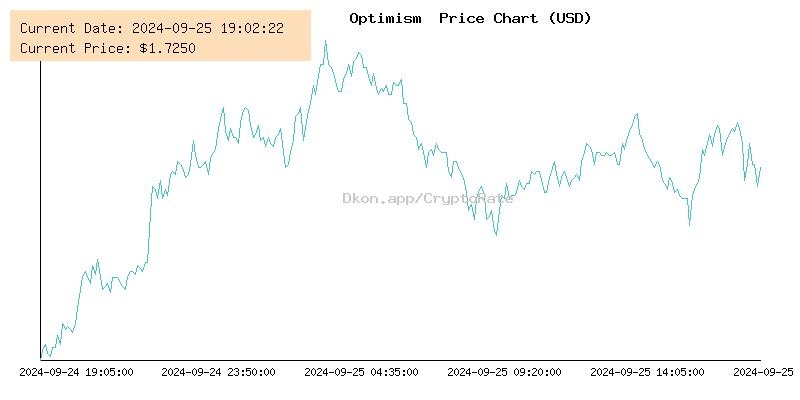 Optimism  Price Chart (USD)
Current Date: 2024-09-25 19:02:22
Current Price: $1.7250
Dkon.app/CryptoRate
2024-09-24 19:05:00 2024-09-24 23:50:00 2024-09-25 04:35:00 2024-09-25 09:20:00 2024-09-25 14:05:00 2024-09-25